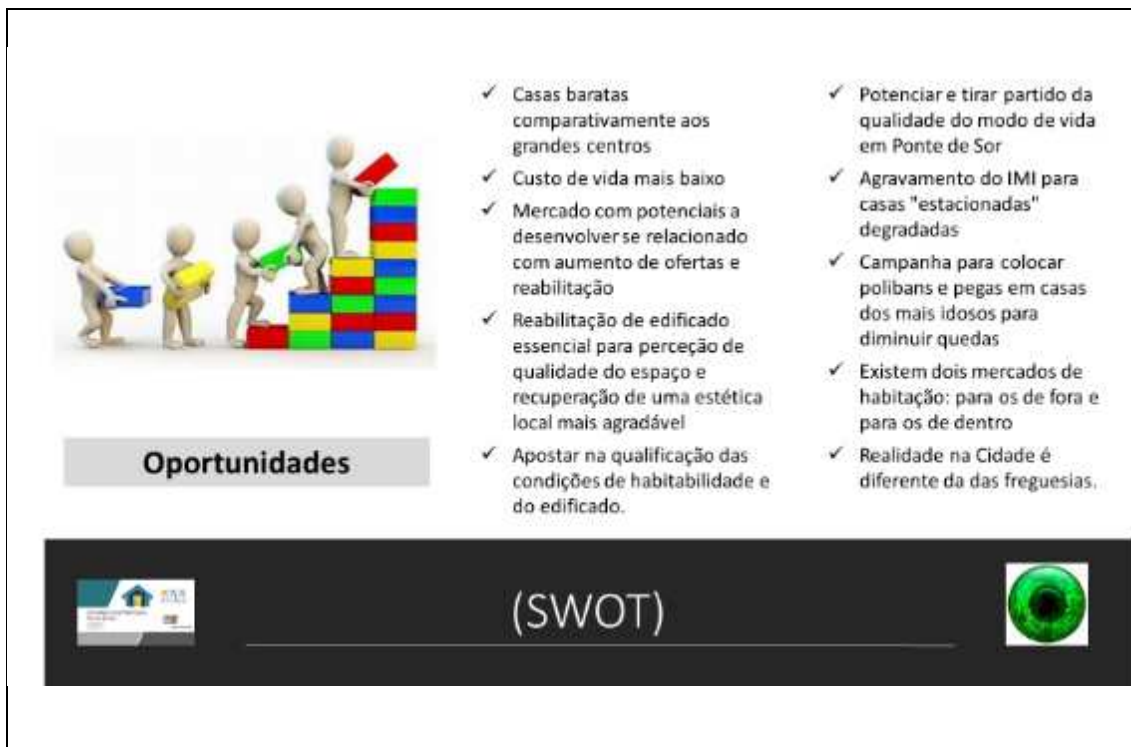 ✓ Casas baratas
comparativamente aos
grandes centros
✓ Custo de vida mais baixo
✓ Mercado com potenciais a
desenvolver se relacionado
com aumento de ofertas e
reabilitação
✓ Reabilitação de edificado
essencial para perceção de
qualidade do espaço e
recuperação de uma estética
local mais agradável
✓ Apostar na qualificação das
condições de habitabilidade e
do edificado.
✓ Potenciar e tirar partido da
qualidade do modo de vida
em Ponte de Sor
✓ Agravamento do IMI para
casas "estacionadas"
degradadas
✓ Campanha para colocar
polibans e pegas em casas
dos mais idosos para
diminuir quedas
✓ Existem dois mercados de
habitação: para os de fora e
para os de dentro
✓ Realidade na Cidade é
diferente da das freguesias.
Oportunidades
(SWOT)